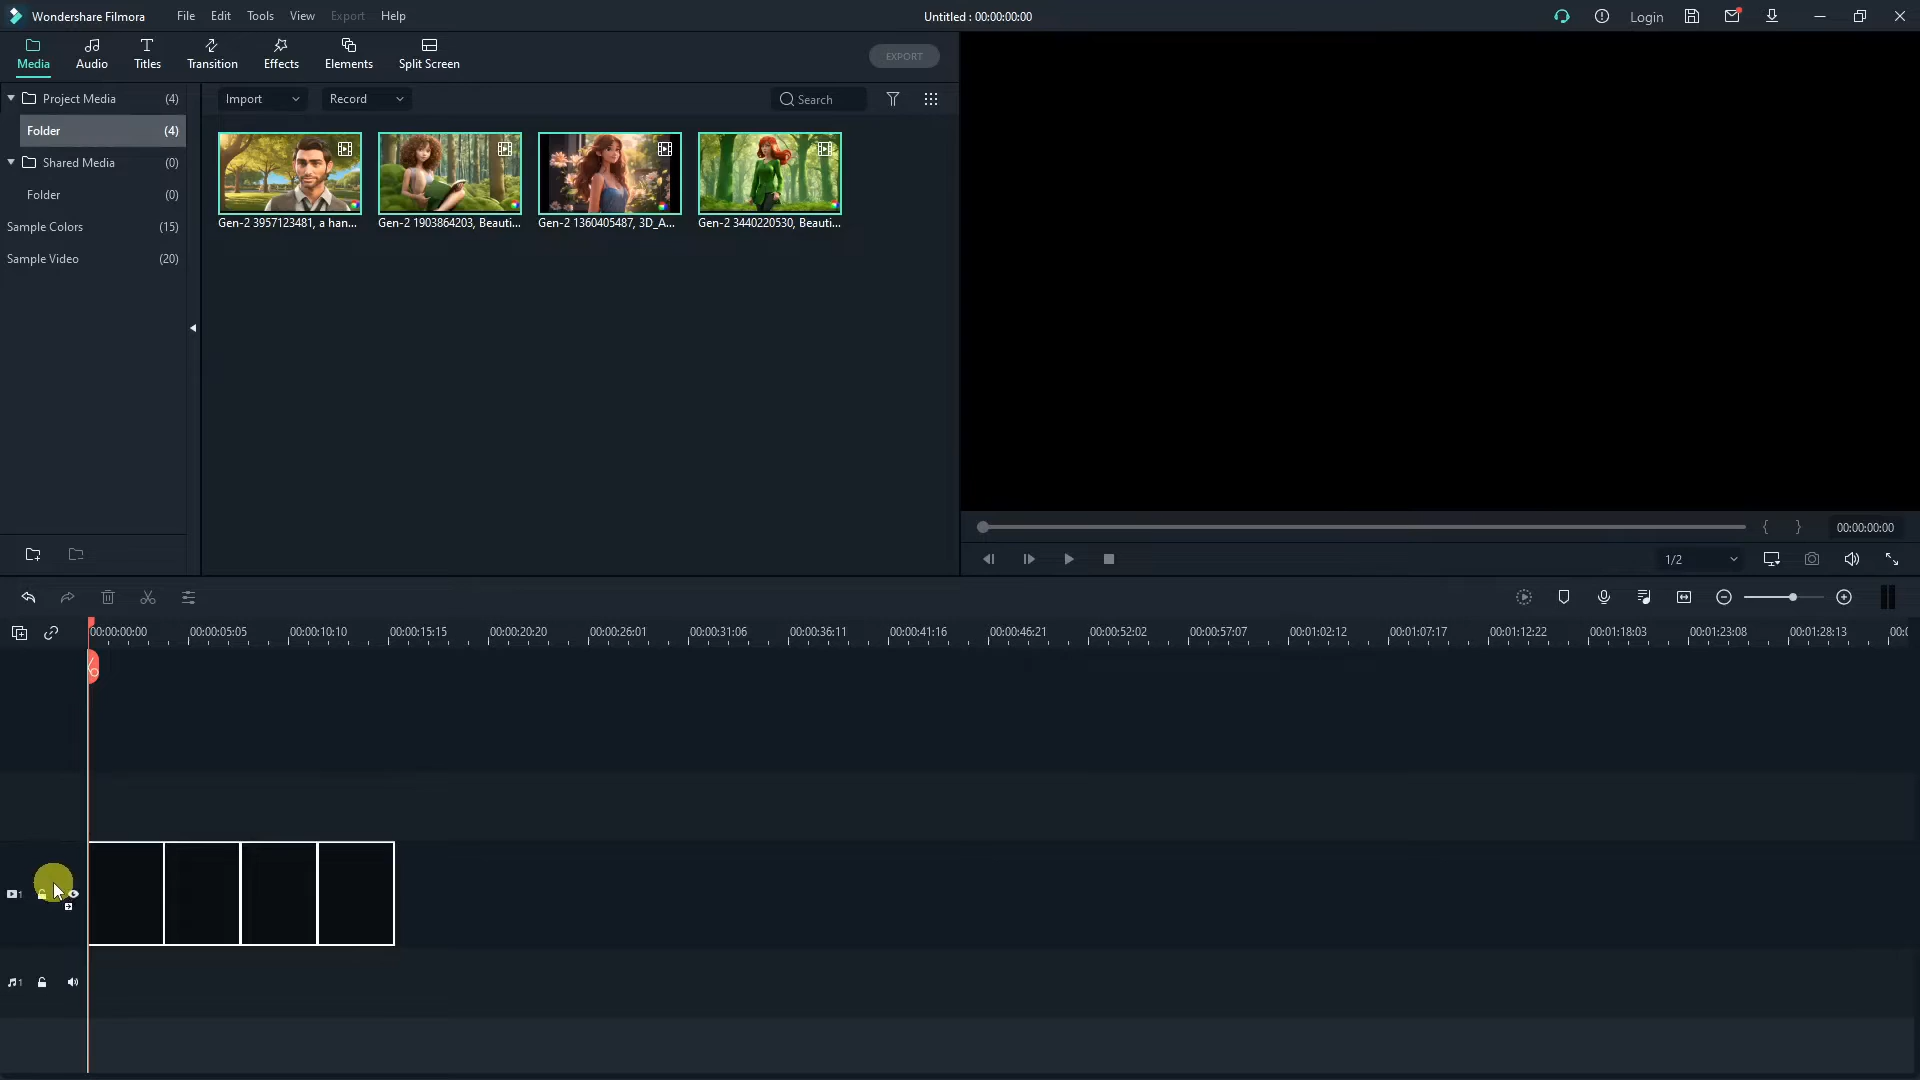 Wondershare Filmora File Edit Tools View Export Help Untitled : 00:00:00:00 Login
Media Audio Titles Transition Effects Elements Split Screen EXPORT
Project Media (4) Import Record Search
Folder (4)
Shared Media (0)
Folder (0)
Sample Colors (15)
Sample Video (20)
Gen-2 3957123481, a han... Gen-2 1903864203, Beauti... Gen-2 1360405487, 3D_A... Gen-2 3440220530, Beauti...
{ } 00:00:00:00
1/2
00:00:00:00 00:00:05:05 00:00:10:10 00:00:15:15 00:00:20:20 00:00:26:01 00:00:31:06 00:00:36:11 00:00:41:16 00:00:46:21 00:00:52:02 00:00:57:07 00:01:02:12 00:01:07:17 00:01:12:22 00:01:18:03 00:01:23:08 00:01:28:13 00:0
1
1